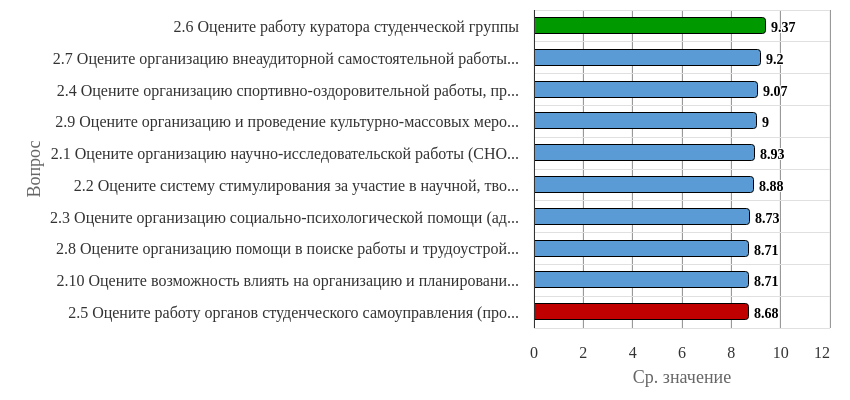 2.6 Оцените работу куратора студенческой группы 9.37
2.7 Оцените организацию внеаудиторной самостоятельной работы... 9.2
2.4 Оцените организацию спортивно-оздоровительной работы, пр... 9.07
2.9 Оцените организацию и проведение культурно-массовых меро... 9
2.1 Оцените организацию научно-исследовательской работы (СНО... 8.93
2.2 Оцените систему стимулирования за участие в научной, тво... 8.88
2.3 Оцените организацию социально-психологической помощи (ад... 8.73
2.8 Оцените организацию помощи в поиске работы и трудоустрой... 8.71
2.10 Оцените возможность влиять на организацию и планировани... 8.71
2.5 Оцените работу органов студенческого самоуправления (про... 8.68
Вопрос
0 2 4 6 8 10 12
Ср. значение